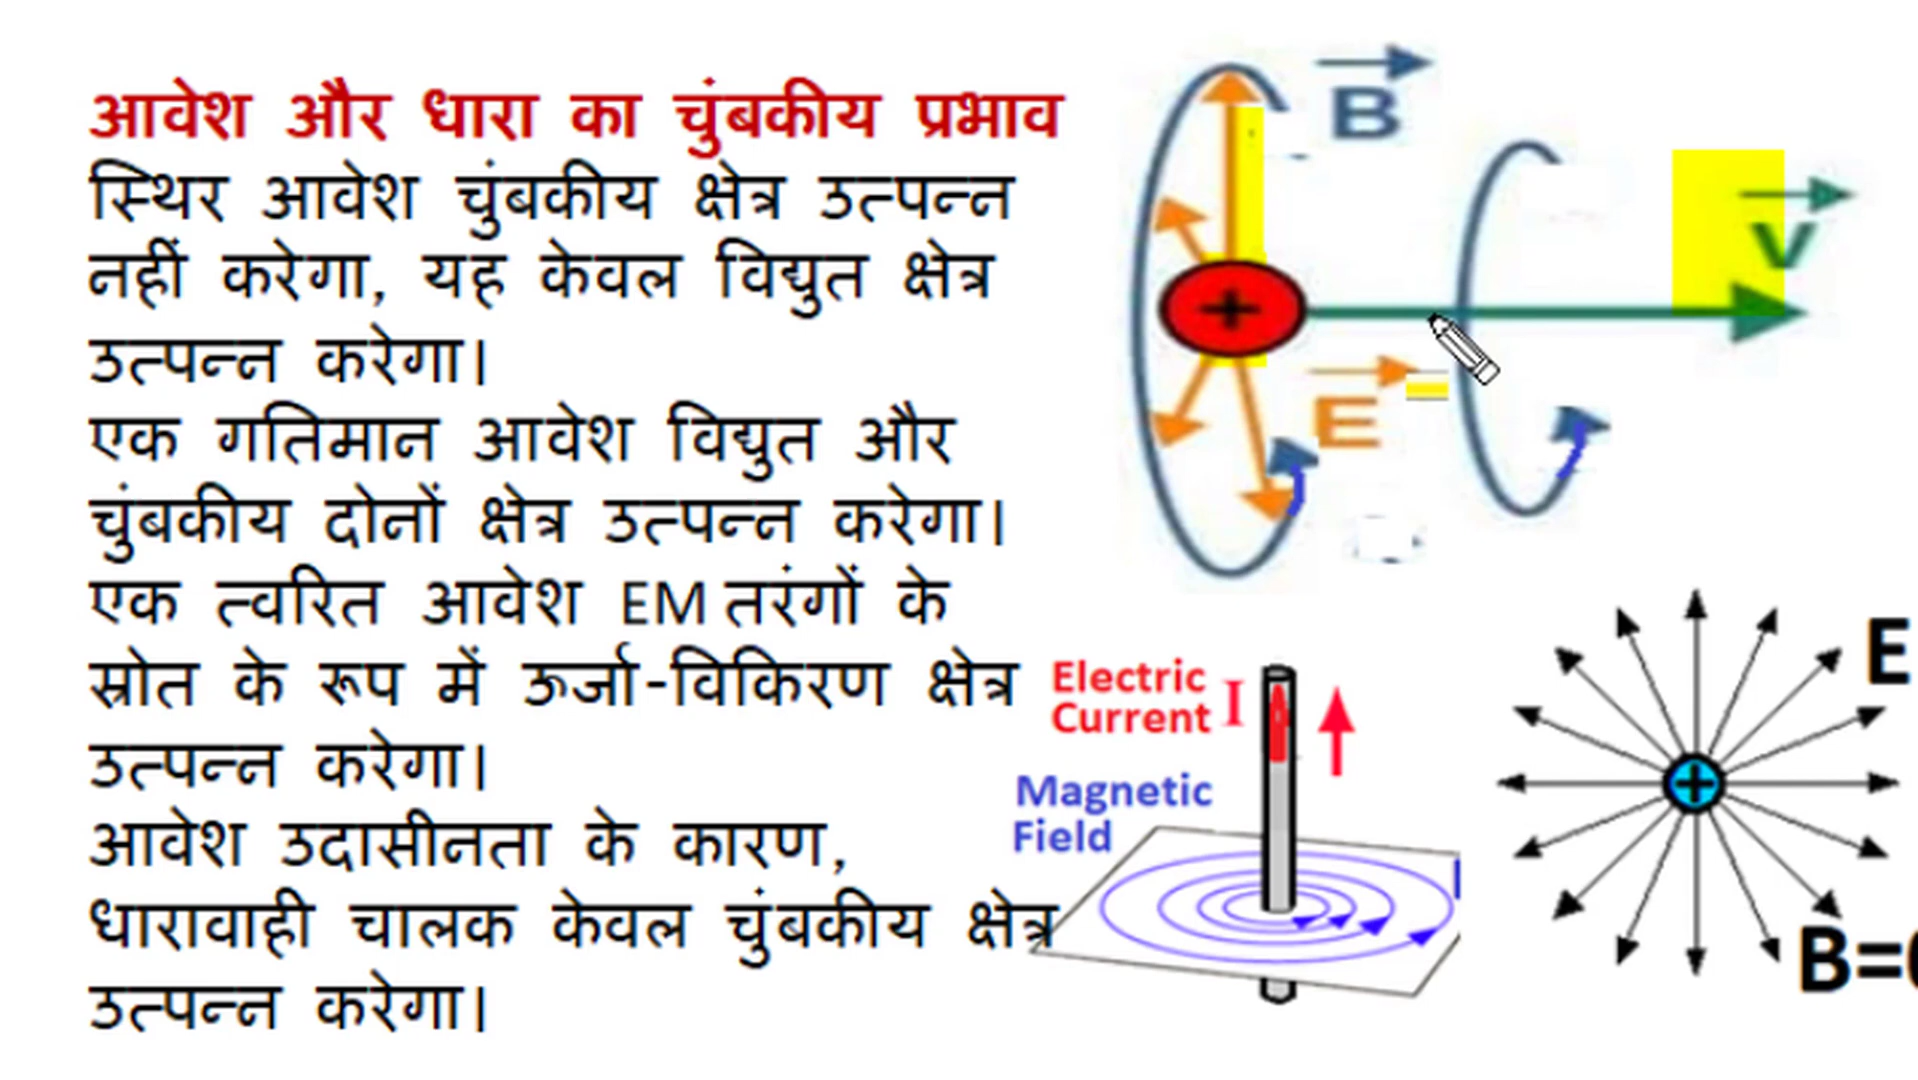 आवेश और धारा का चुंबकीय प्रभाव
स्थिर आवेश चुंबकीय क्षेत्र उत्पन्न
नहीं करेगा, यह केवल विद्युत क्षेत्र
उत्पन्न करेगा।
एक गतिमान आवेश विद्युत और
चुंबकीय दोनों क्षेत्र उत्पन्न करेगा।
एक त्वरित आवेश EM तरंगों के
स्रोत के रूप में ऊर्जा-विकिरण क्षेत्र
उत्पन्न करेगा।
आवेश उदासीनता के कारण,
धारावाही चालक केवल चुंबकीय क्षेत्र
उत्पन्न करेगा।
B
V
+
E
Electric I
Current
Magnetic
Field
E
+
B=